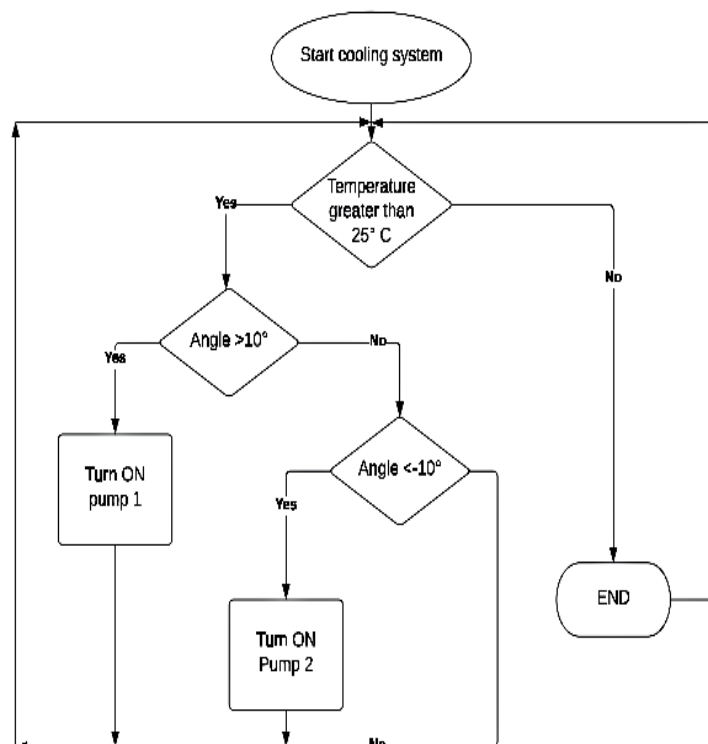 Start cooling system
Temperature
greater than
25° C
Yes
No
Angle >10°
Yes
No
Turn ON
pump 1
Angle <-10°
Yes
END
Turn ON
Pump 2
No